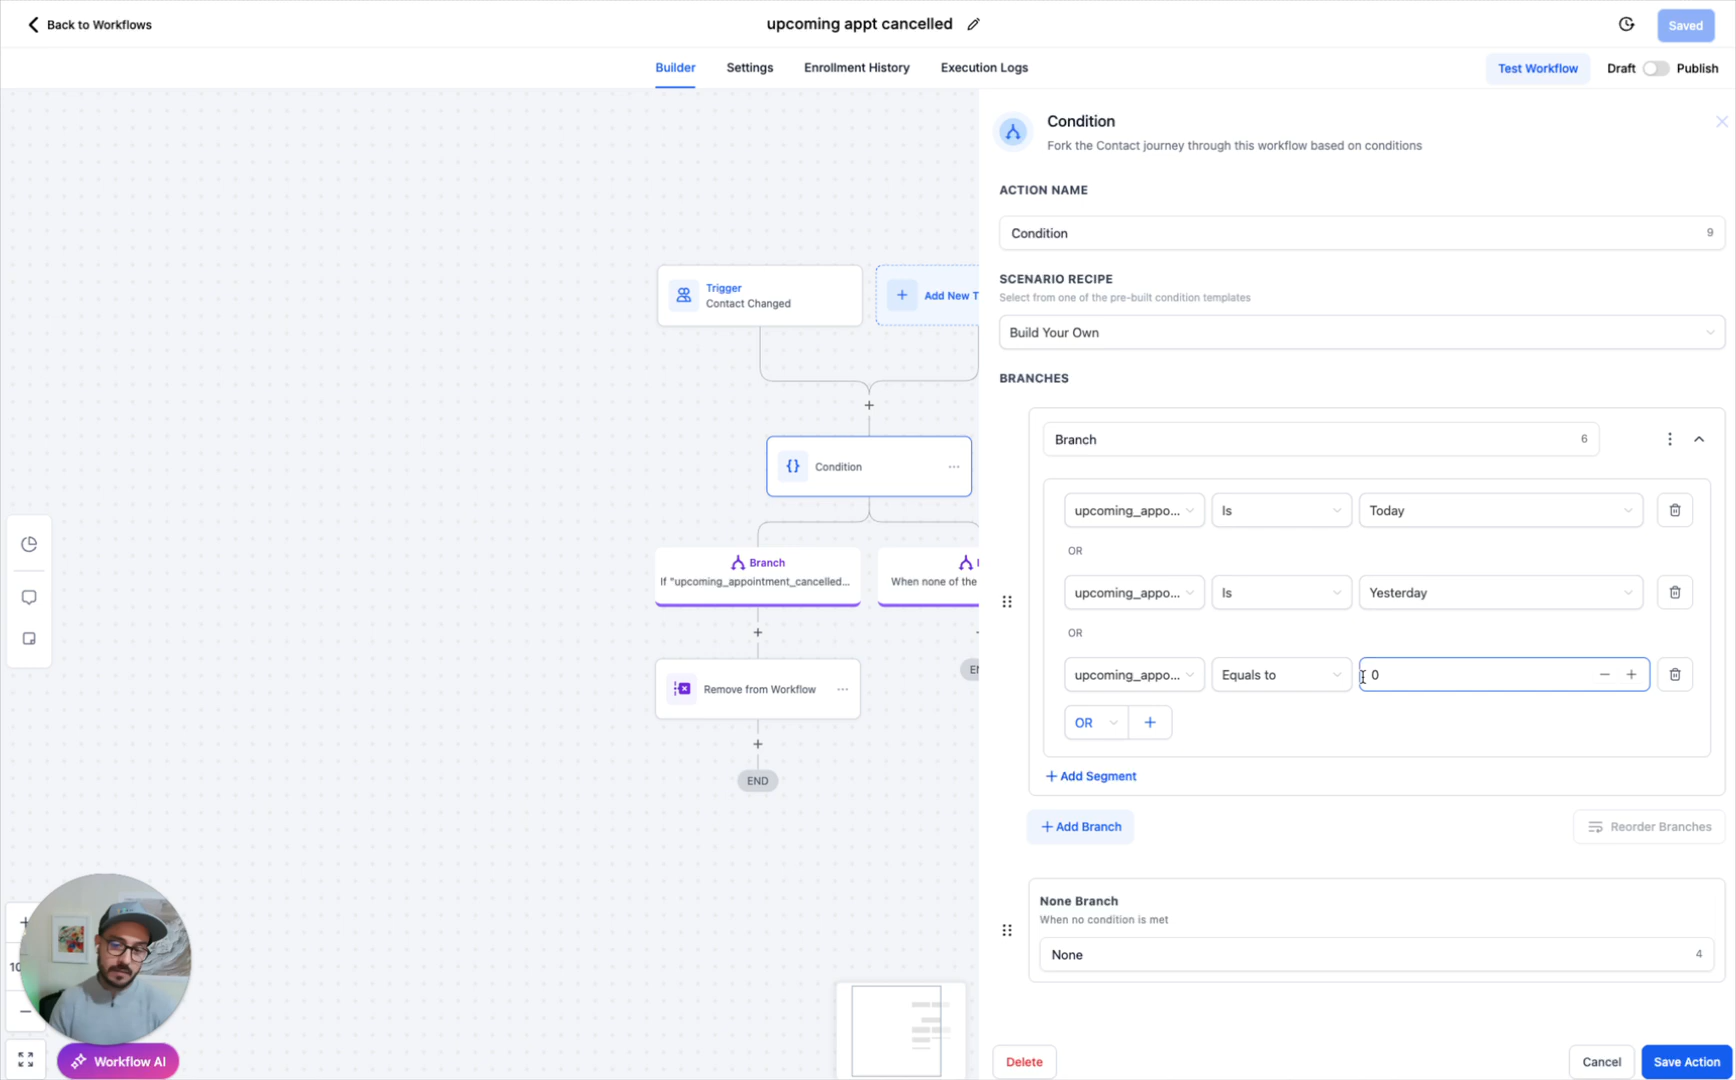 Back to Workflows
upcoming appt cancelled
Saved
Builder
Settings
Enrollment History
Execution Logs
Test Workflow
Draft
Publish
Condition
Fork the Contact journey through this workflow based on conditions
ACTION NAME
Condition
9
SCENARIO RECIPE
Select from one of the pre-built condition templates
Build Your Own
BRANCHES
Branch
6
upcoming_appo...
Is
Today
OR
upcoming_appo...
Is
Yesterday
OR
upcoming_appo...
Equals to
0
OR
Add Segment
Add Branch
Reorder Branches
None Branch
When no condition is met
None
4
Delete
Cancel
Save Action
Trigger
Contact Changed
Add New T
Condition
Branch
If "upcoming_appointment_cancelled...
When none of the
Remove from Workflow
END
Workflow AI